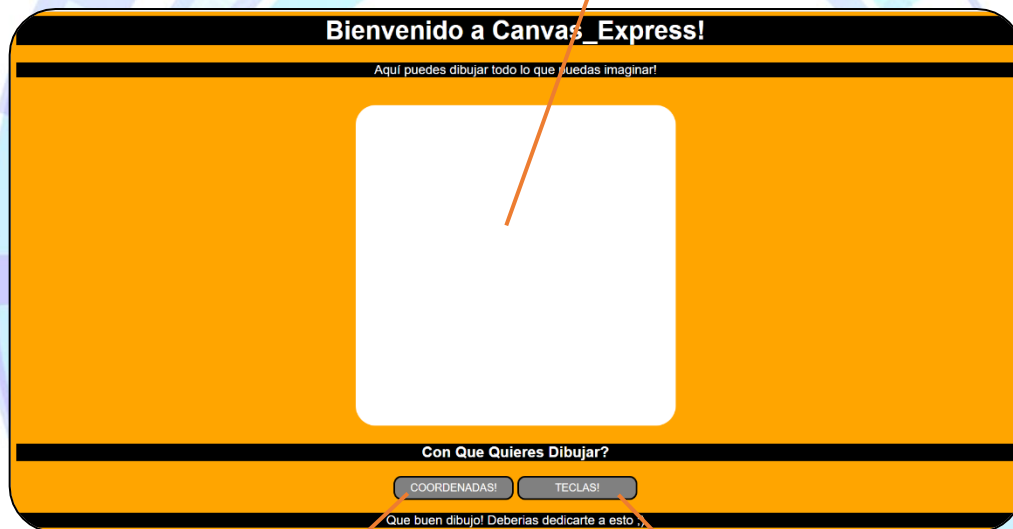 Bienvenido a Canvas_Express!
Aquí puedes dibujar todo lo que puedas imaginar!
Con Que Quieres Dibujar?
COORDENADAS! TECLAS!
Que buen dibujo! Deberias dedicarte a esto ;)